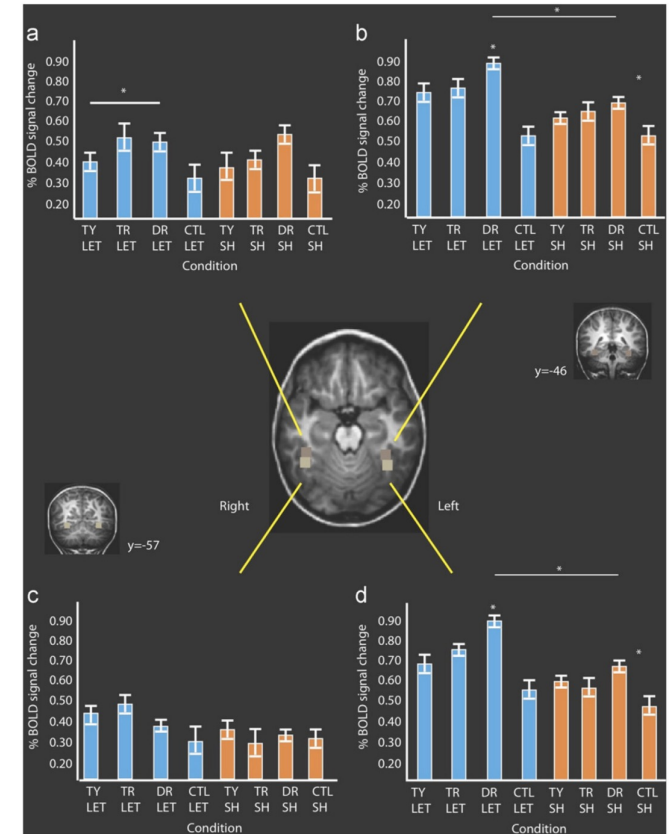 a
*
% BOLD signal change
0.90
0.80
0.70
0.60
0.50
0.40
0.30
0.20
*
TY TR DR CTL TY TR DR CTL
LET LET LET LET SH SH SH SH
Condition
b
*
% BOLD signal change
0.90
0.80
0.70
0.60
0.50
0.40
0.30
0.20
*
TY TR DR CTL TY TR DR CTL
LET LET LET LET SH SH SH SH
Condition
y=-46
Right Left
y=-57
c
% BOLD signal change
0.90
0.80
0.70
0.60
0.50
0.40
0.30
0.20
TY TR DR CTL TY TR DR CTL
LET LET LET LET SH SH SH SH
Condition
d
*
*
% BOLD signal change
0.90
0.80
0.70
0.60
0.50
0.40
0.30
0.20
*
TY TR DR CTL TY TR DR CTL
LET LET LET LET SH SH SH SH
Condition